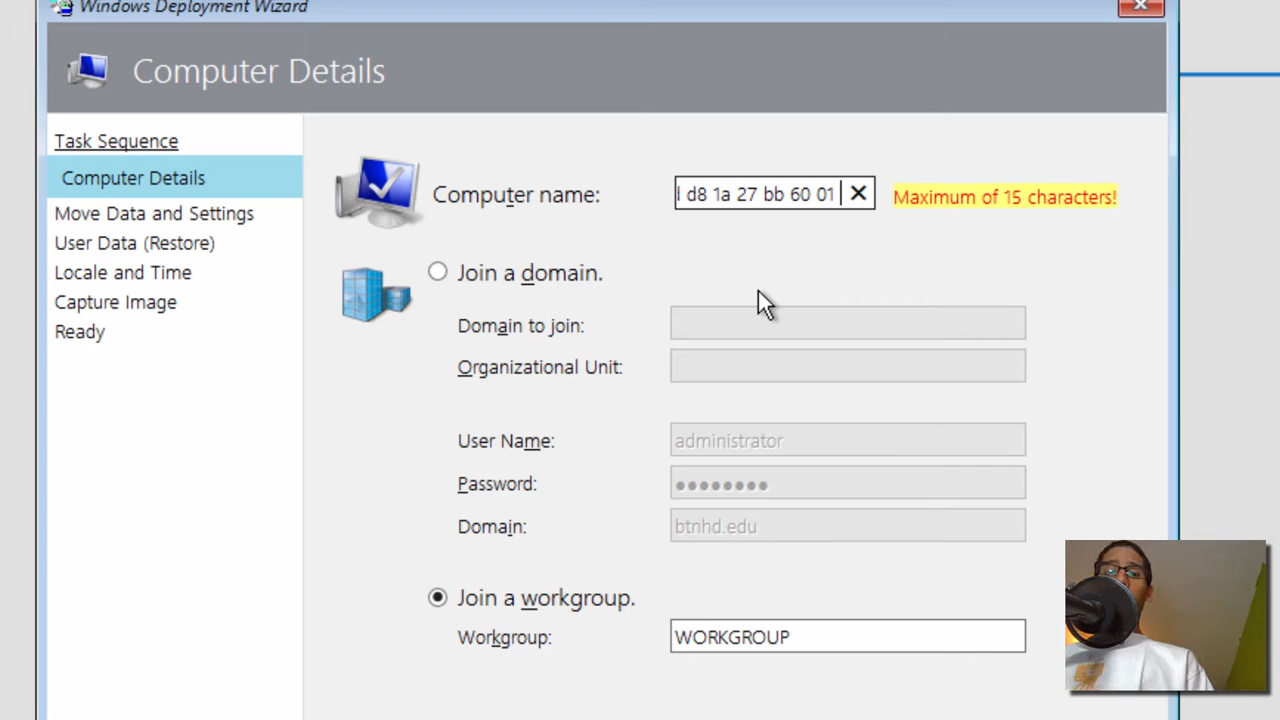 Windows Deployment Wizard
Computer Details
Task Sequence
Computer Details
Move Data and Settings
User Data (Restore)
Locale and Time
Capture Image
Ready
Computer name:
d8 1a 27 bb 60 01
Maximum of 15 characters!
Join a domain.
Domain to join:
Organizational Unit:
User Name:
administrator
Password:
Domain:
btnhd.edu
Join a workgroup.
Workgroup:
WORKGROUP